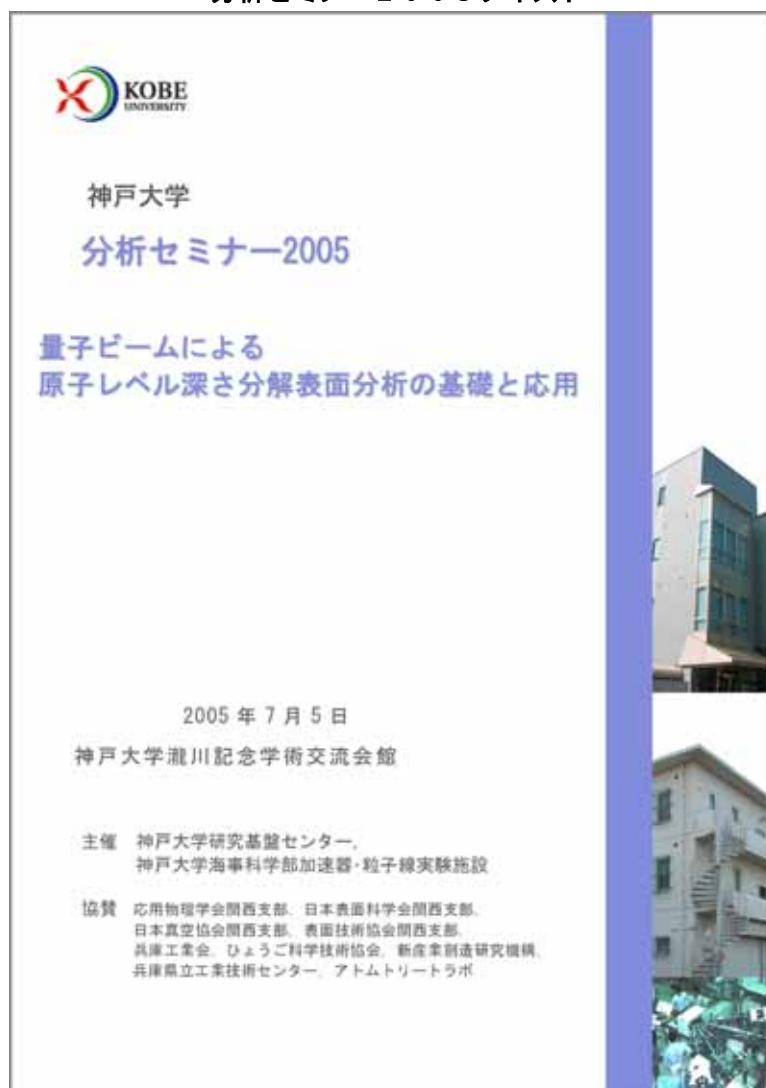 KOBE
UNIVERSITY
神戸大学
分析セミナー2005
量子ビームによる
原子レベル深さ分解表面分析の基礎と応用
2005年7月5日
神戸大学瀧川記念学術交流会館
主催 神戸大学研究基盤センター、
神戸大学海事科学部加速器・粒子線実験施設
協賛 応用物理学会関西支部、日本表面科学会関西支部、
日本真空協会関西支部、表面技術協会関西支部、
兵庫工業会、ひょうご科学技術協会、新産業創造研究機構、
兵庫県立工業技術センター、アトムトリートラボ